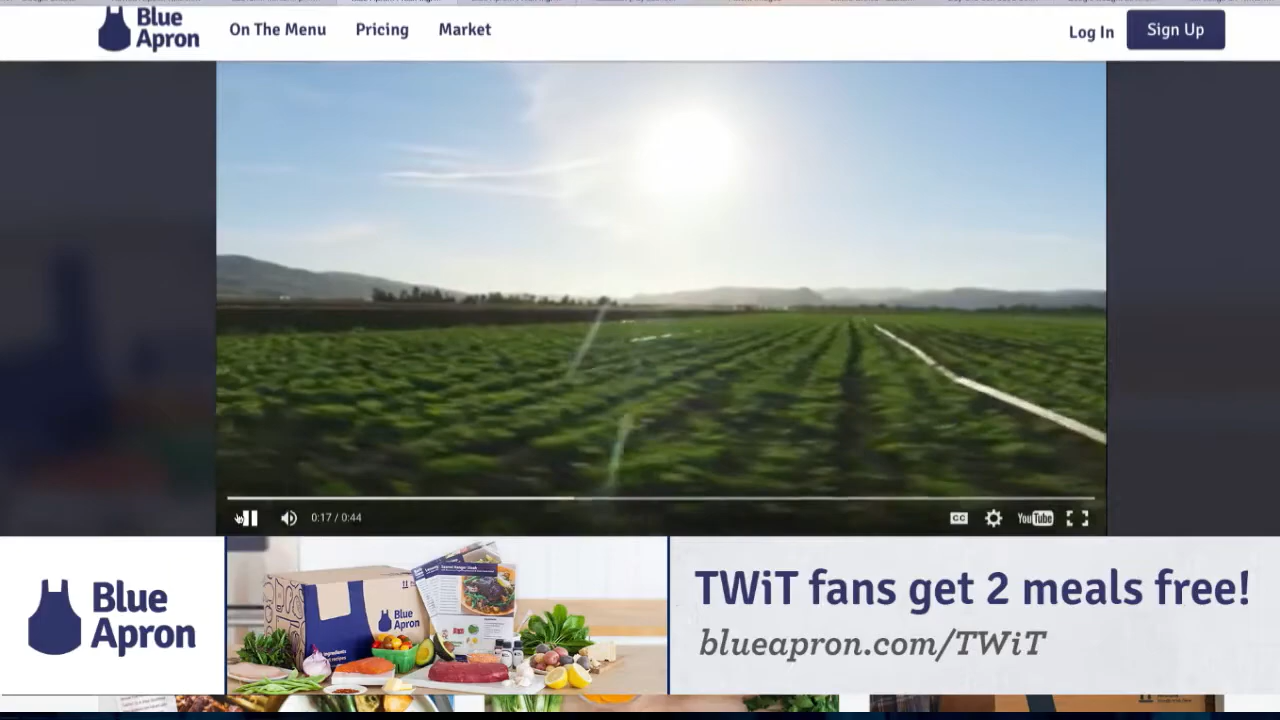 Blue
Apron
On The Menu
Pricing
Market
Log In
Sign Up
0:17 / 0:44
CC
YouTube
Blue
Apron
Blue
Apron
TWiT fans get 2 meals free!
blueapron.com/TWiT